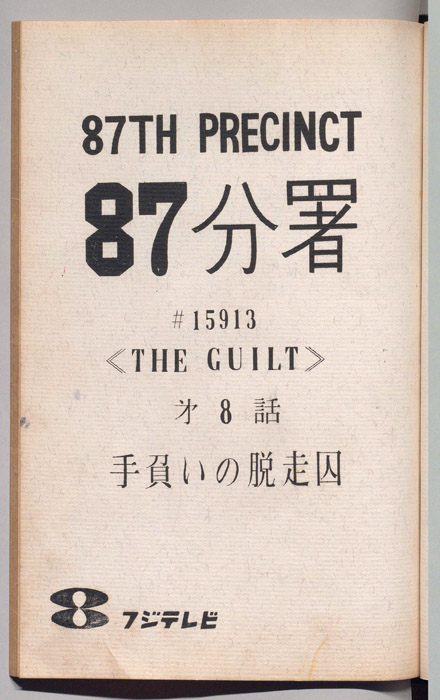 87TH PRECINCT
87分署
#15913
《THE GUILT》
才 8 話
手負いの脱走囚
8 フジテレビ